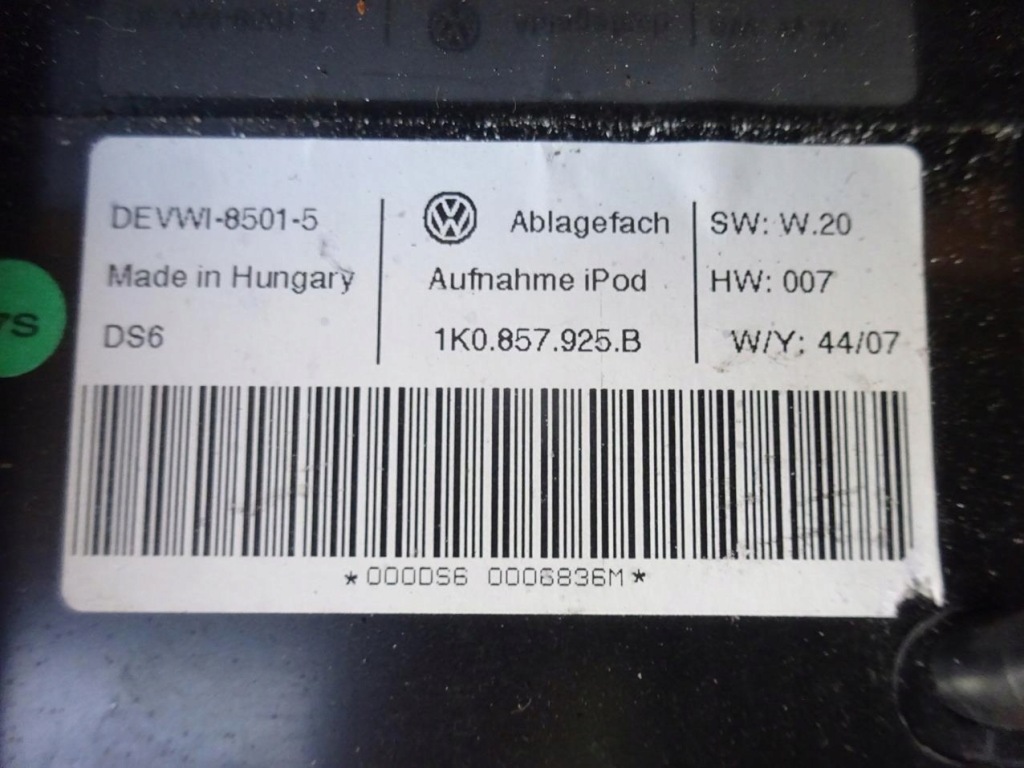 DEVWI-8501-5
Made in Hungary
DS6
Ablagefach
Aufnahme iPod
1K0.857.925.B
SW: W.20
HW: 007
W/Y: 44/07
*000DS6 0006836M*